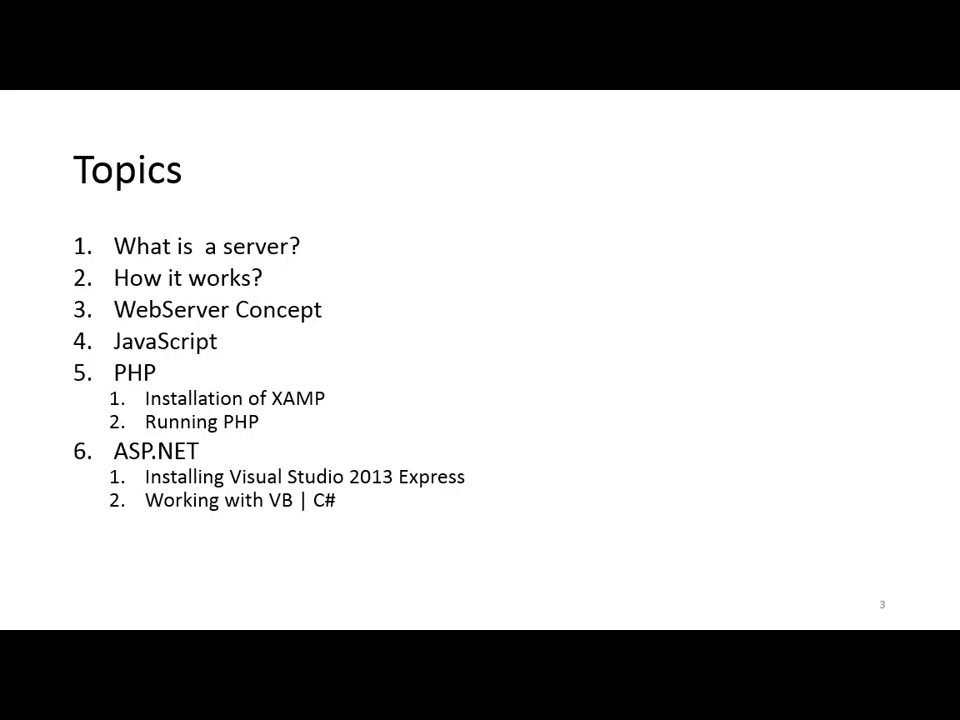 Topics
1. What is  a server?
2. How it works?
3. WebServer Concept
4. JavaScript
5. PHP
1. Installation of XAMP
2. Running PHP
6. ASP.NET
1. Installing Visual Studio 2013 Express
2. Working with VB | C#
3